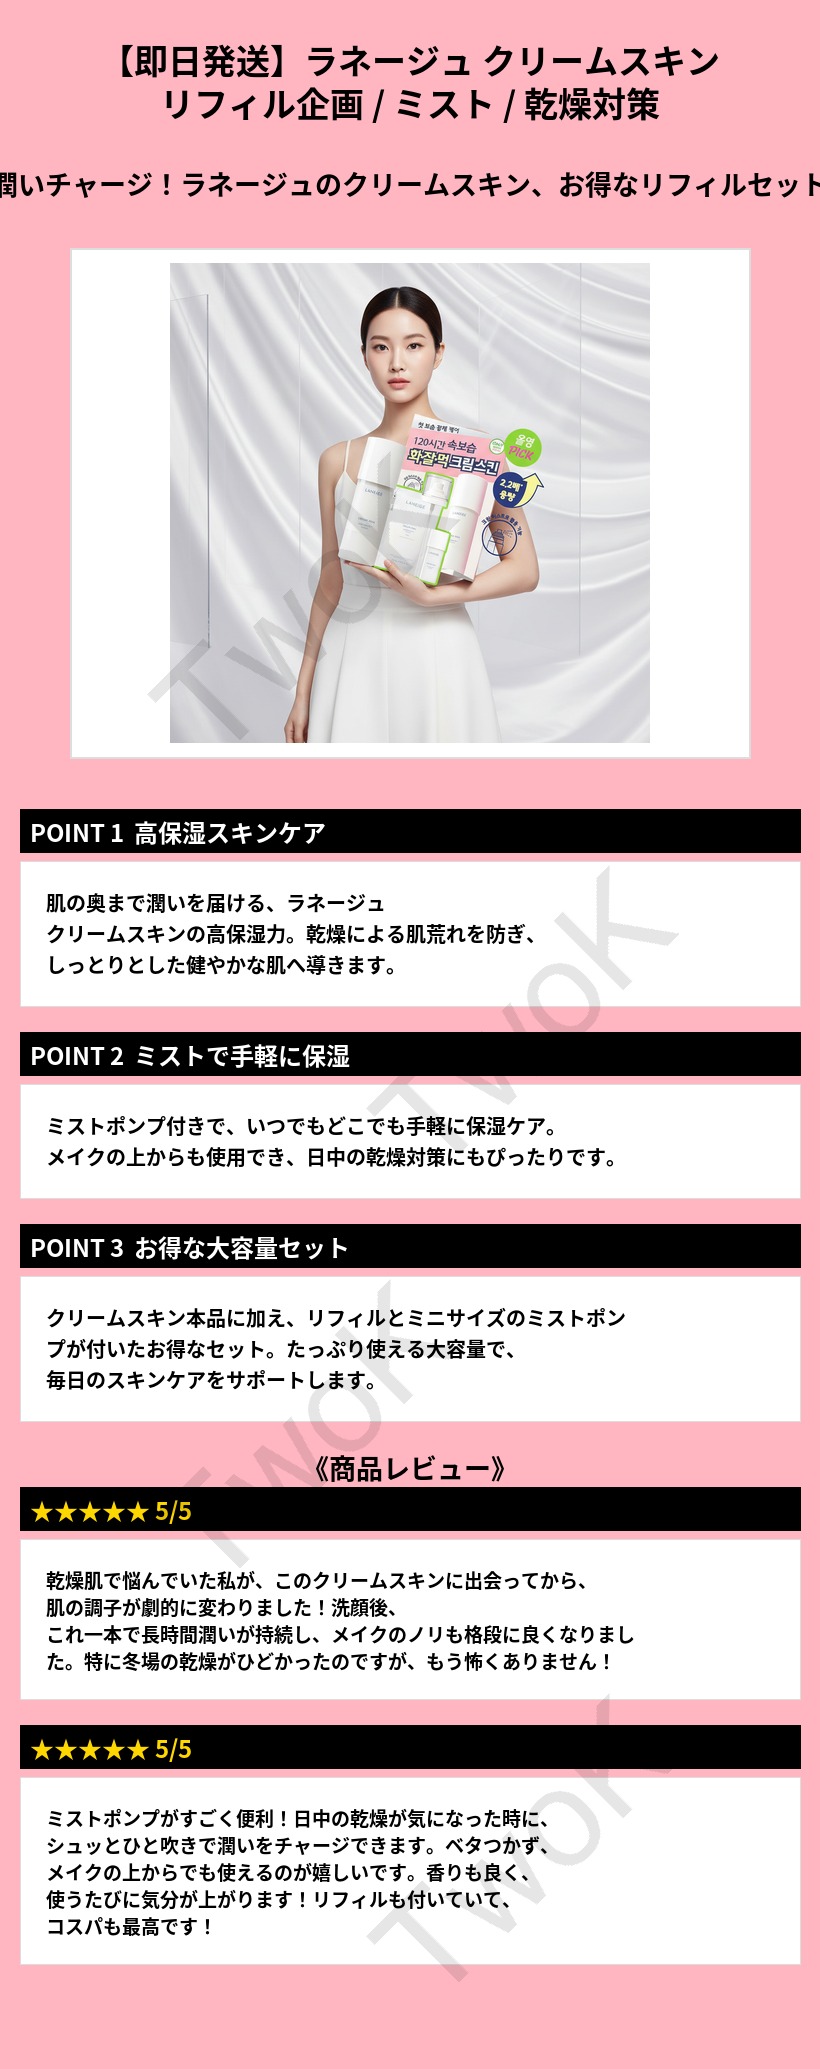 【即日発送】ラネージュ クリームスキン
リフィル企画 / ミスト / 乾燥対策
潤いチャージ！ラネージュのクリームスキン、お得なリフィルセット
첫 보습 결제 케어
120시간 속보습
화잘먹크림스킨
올영
PICK
2.2배*
용량
LANEIGE
LANEIGE
TwoK
POINT 1 高保湿スキンケア
肌の奥まで潤いを届ける、ラネージュ
クリームスキンの高保湿力。乾燥による肌荒れを防ぎ、
しっとりとした健やかな肌へ導きます。
TwoK
POINT 2 ミストで手軽に保湿
ミストポンプ付きで、いつでもどこでも手軽に保湿ケア。
メイクの上からも使用でき、日中の乾燥対策にもぴったりです。
POINT 3 お得な大容量セット
クリームスキン本品に加え、リフィルとミニサイズのミストポン
プが付いたお得なセット。たっぷり使える大容量で、
毎日のスキンケアをサポートします。
TwoK
《商品レビュー》
★★★★★ 5/5
乾燥肌で悩んでいた私が、このクリームスキンに出会ってから、
肌の調子が劇的に変わりました！洗顔後、
これ一本で長時間潤いが持続し、メイクのノリも格段に良くなりまし
た。特に冬場の乾燥がひどかったのですが、もう怖くありません！
★★★★★ 5/5
ミストポンプがすごく便利！日中の乾燥が気になった時に、
シュッとひと吹きで潤いをチャージできます。ベタつかず、
メイクの上からでも使えるのが嬉しいです。香りも良く、
使うたびに気分が上がります！リフィルも付いていて、
コスパも最高です！
TwoK